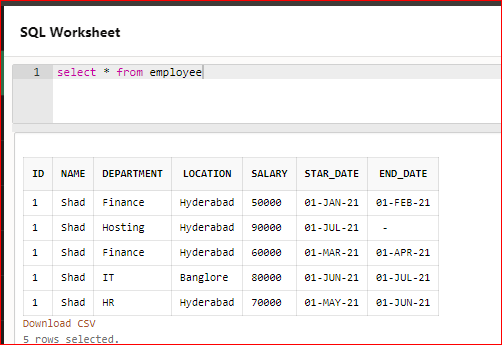 SQL Worksheet
1 select * from employee
ID NAME DEPARTMENT LOCATION SALARY STAR_DATE END_DATE
1 Shad Finance Hyderabad 50000 01-JAN-21 01-FEB-21
1 Shad Hosting Hyderabad 90000 01-JUL-21 -
1 Shad Finance Hyderabad 60000 01-MAR-21 01-APR-21
1 Shad IT Banglore 80000 01-JUN-21 01-JUL-21
1 Shad HR Hyderabad 70000 01-MAY-21 01-JUN-21
Download CSV
5 rows selected.